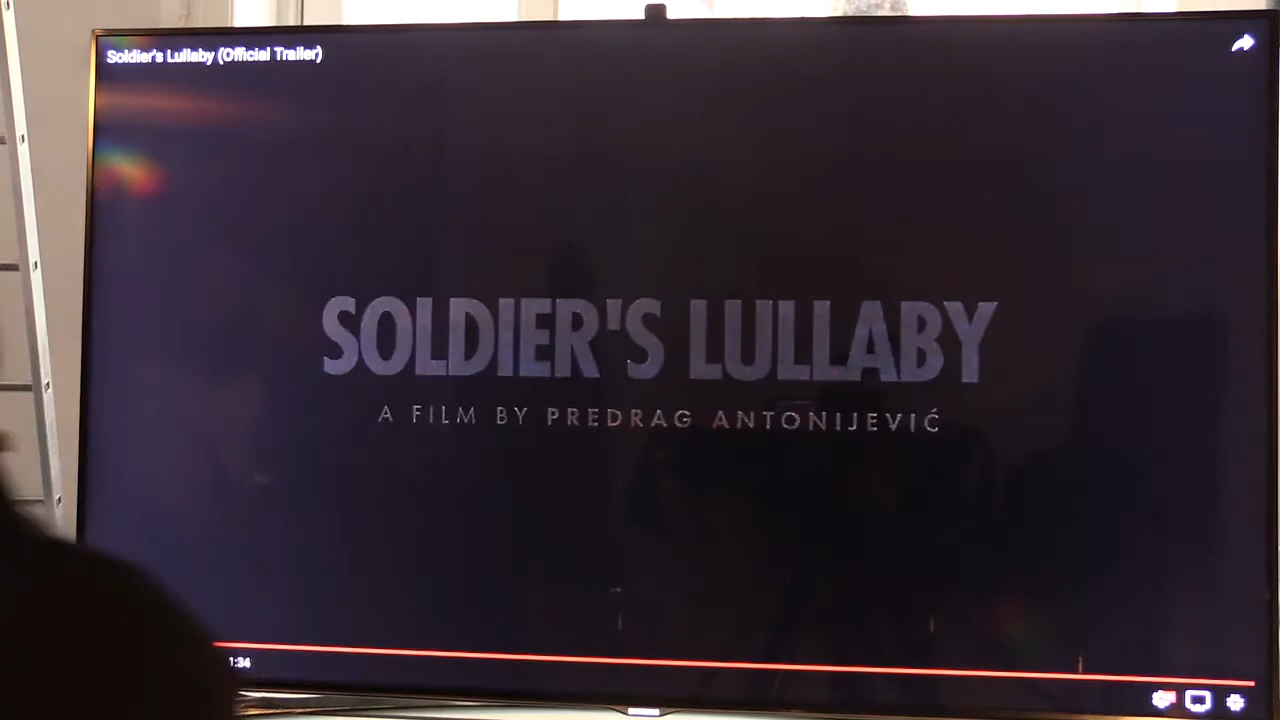 Soldier's Lullaby (Official Trailer)
SOLDIER'S LULLABY
A FILM BY PREDRAG ANTONIJEVIĆ
1:34